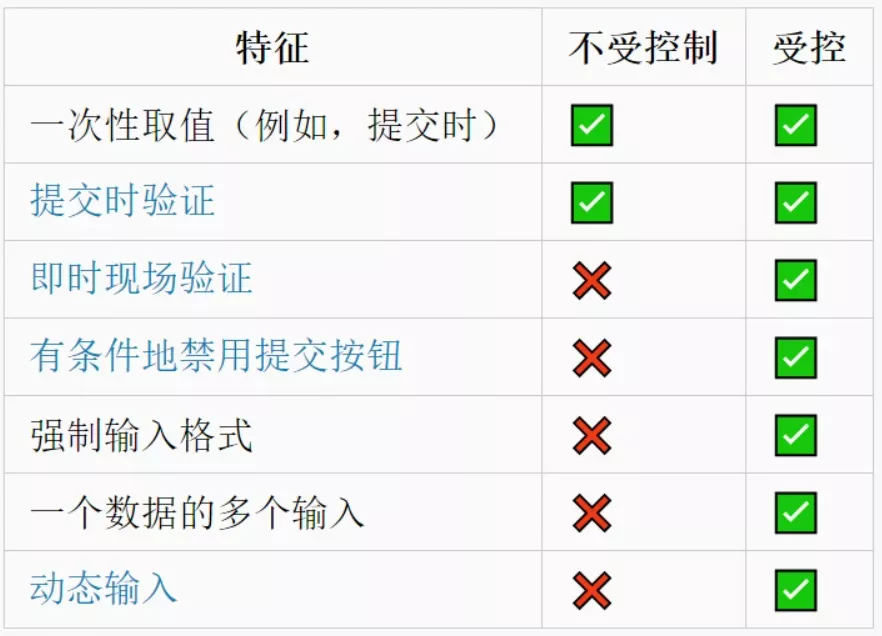 特征 不受控制 受控
一次性取值（例如，提交时） ✅ ✅
提交时验证 ✅ ✅
即时现场验证 ❌ ✅
有条件地禁用提交按钮 ❌ ✅
强制输入格式 ❌ ✅
一个数据的多个输入 ❌ ✅
动态输入 ❌ ✅